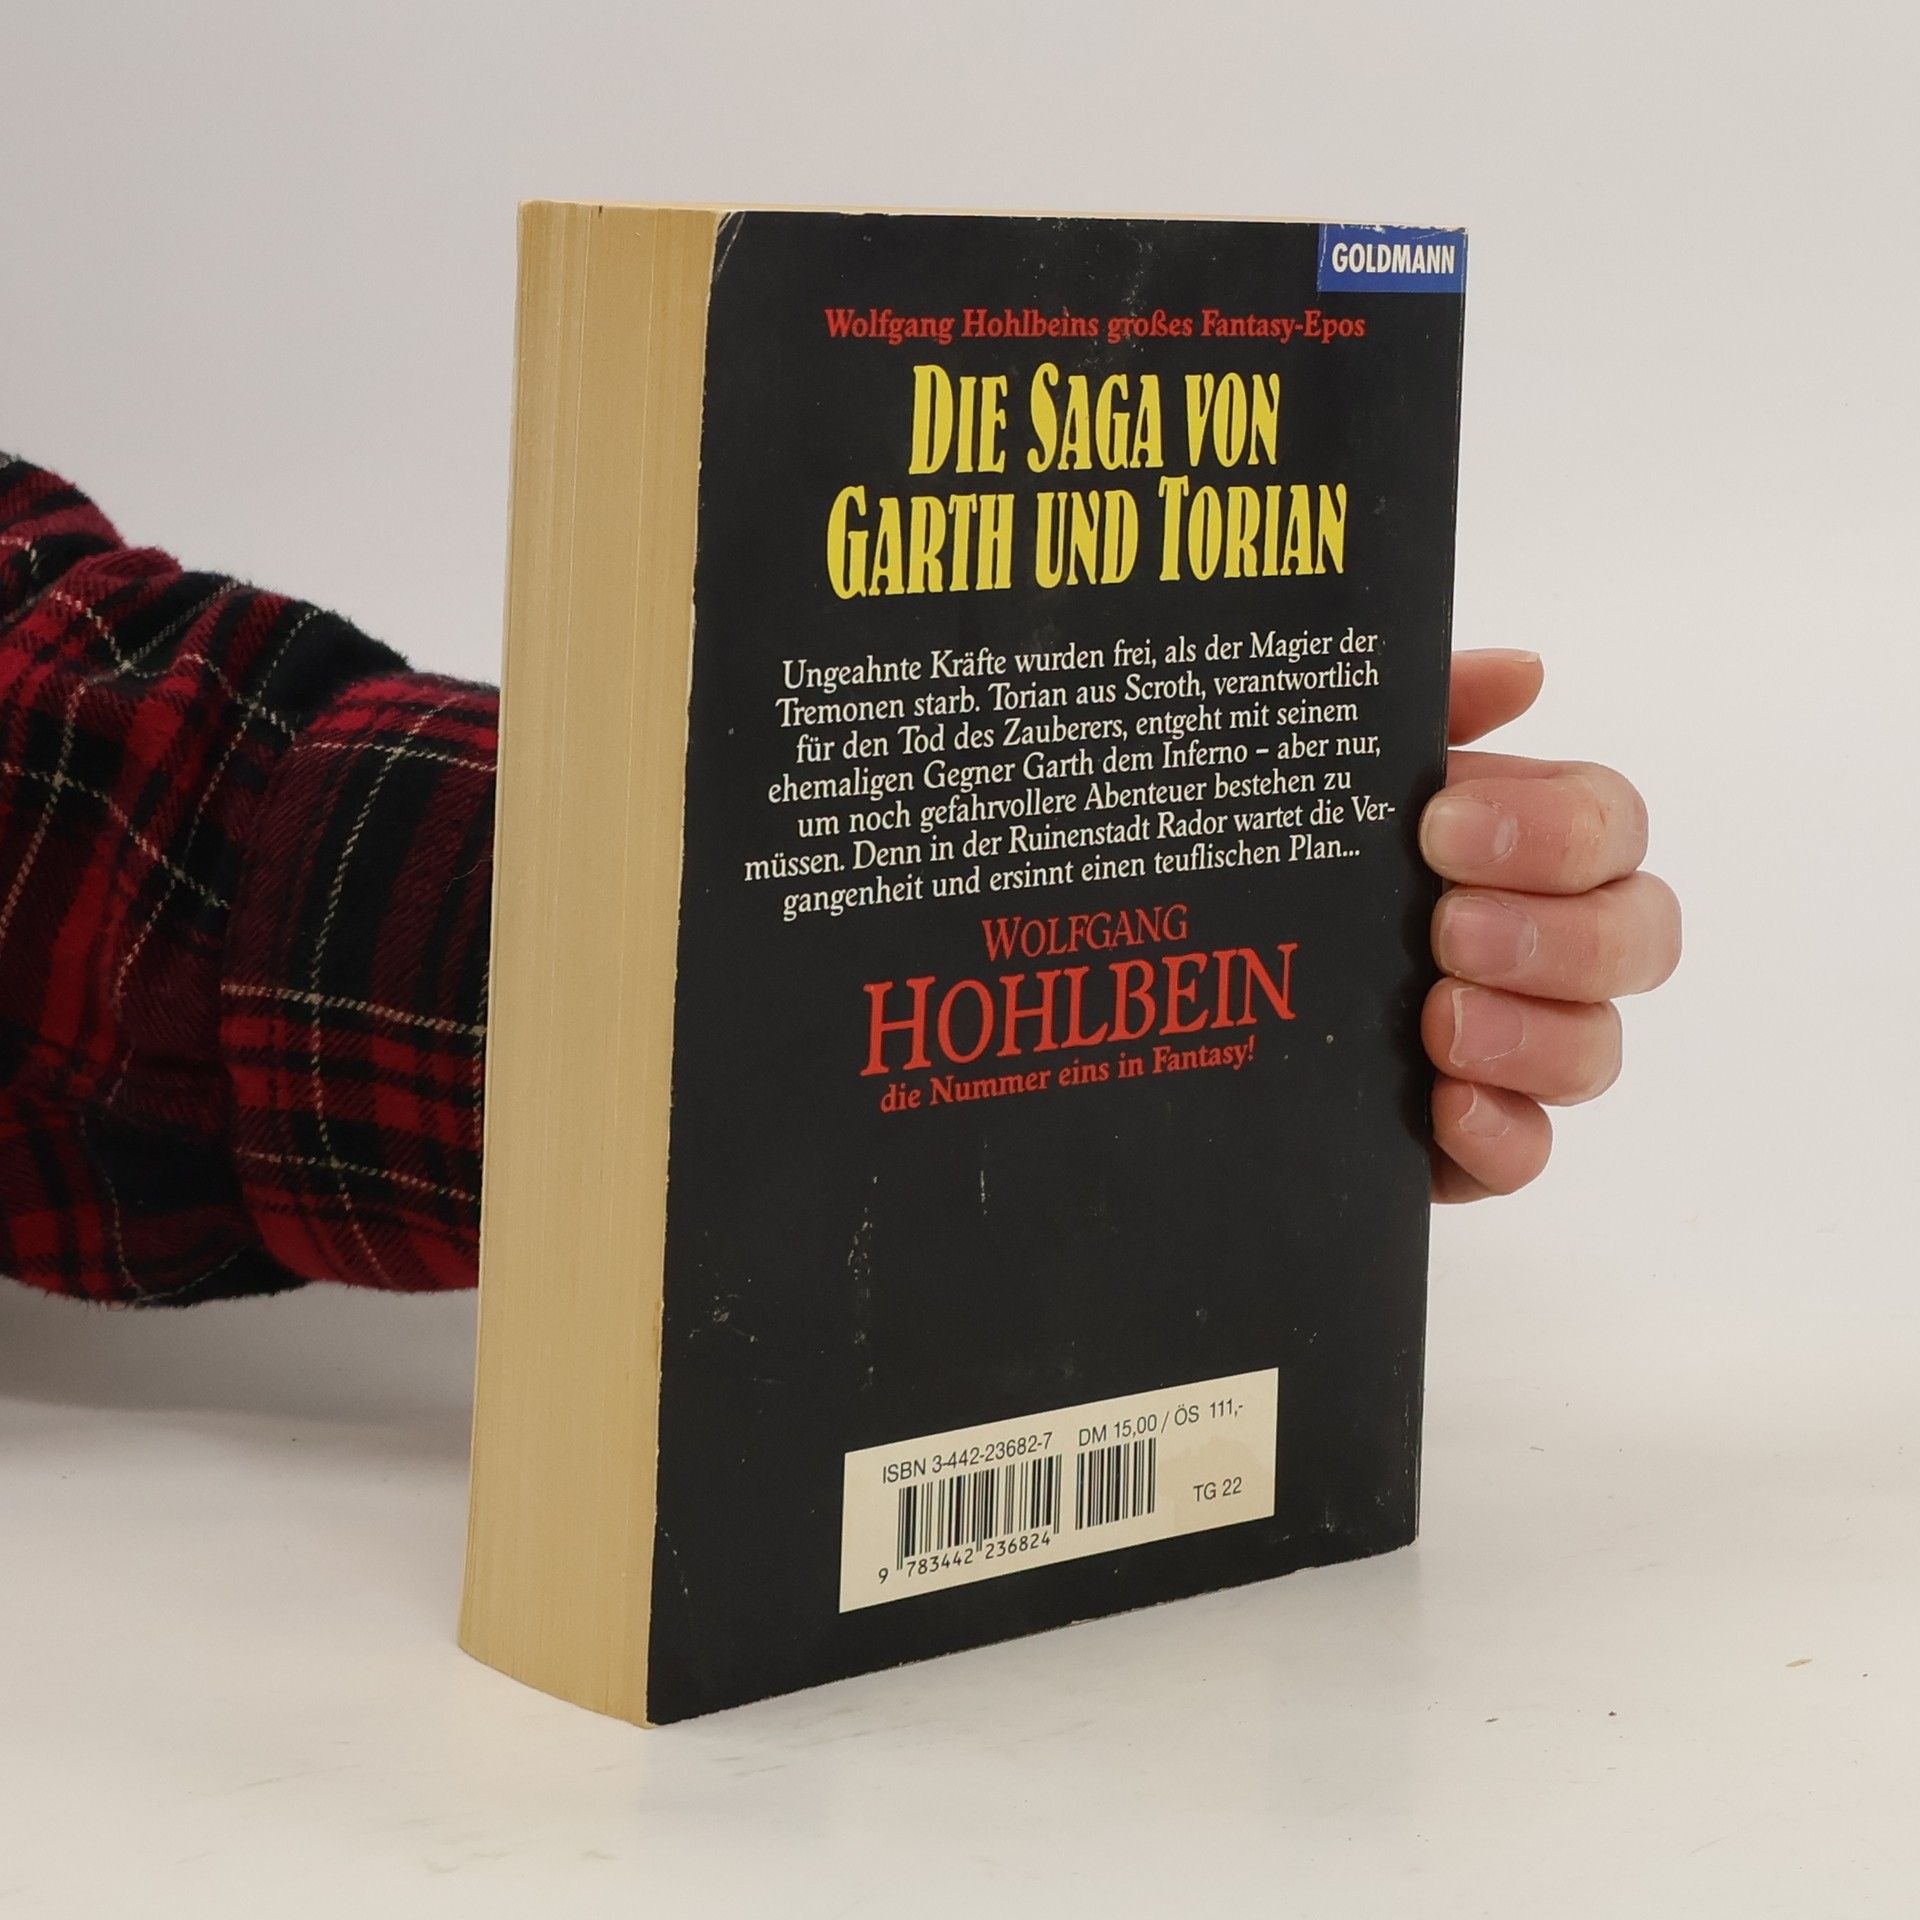 GOLDMANN
Wolfgang Hohlbeins großes Fantasy-Epos
DIE SAGA VON
GARTH UND TORIAN
Ungeahnte Kräfte wurden frei, als der Magier der
Tremonen starb. Torian aus Scroth, verantwortlich
für den Tod des Zauberers, entgeht mit seinem
ehemaligen Gegner Garth dem Inferno – aber nur,
um noch gefahrvollere Abenteuer bestehen zu
müssen. Denn in der Ruinenstadt Rador wartet die Ver-
gangenheit und ersinnt einen teuflischen Plan...
WOLFGANG
HOHLBEIN
die Nummer eins in Fantasy!
ISBN 3-442-23682-7 DM 15,00 / ÖS 111,-
TG 22
9 783442 236824